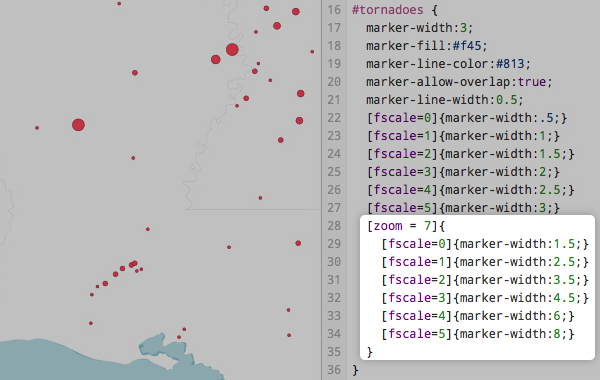 16 #tornadoes {
17 marker-width:3;
18 marker-fill:#f45;
19 marker-line-color:#813;
20 marker-allow-overlap:true;
21 marker-line-width:0.5;
22 [fscale=0]{marker-width:.5;}
23 [fscale=1]{marker-width:1;}
24 [fscale=2]{marker-width:1.5;}
25 [fscale=3]{marker-width:2;}
26 [fscale=4]{marker-width:2.5;}
27 [fscale=5]{marker-width:3;}
28 [zoom = 7]{
29 [fscale=0]{marker-width:1.5;}
30 [fscale=1]{marker-width:2.5;}
31 [fscale=2]{marker-width:3.5;}
32 [fscale=3]{marker-width:4.5;}
33 [fscale=4]{marker-width:6;}
34 [fscale=5]{marker-width:8;}
35 }
36 }